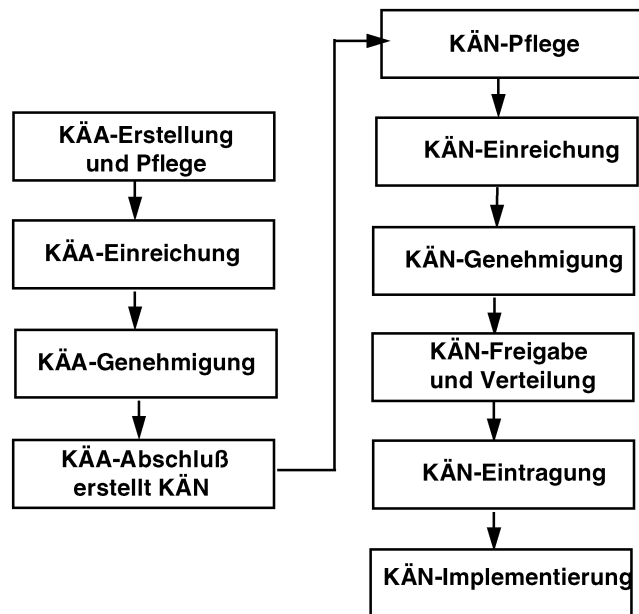 KÄA-Erstellung
und Pflege
KÄA-Einreichung
KÄA-Genehmigung
KÄA-Abschluß
erstellt KÄN
KÄN-Pflege
KÄN-Einreichung
KÄN-Genehmigung
KÄN-Freigabe
und Verteilung
KÄN-Eintragung
KÄN-Implementierung